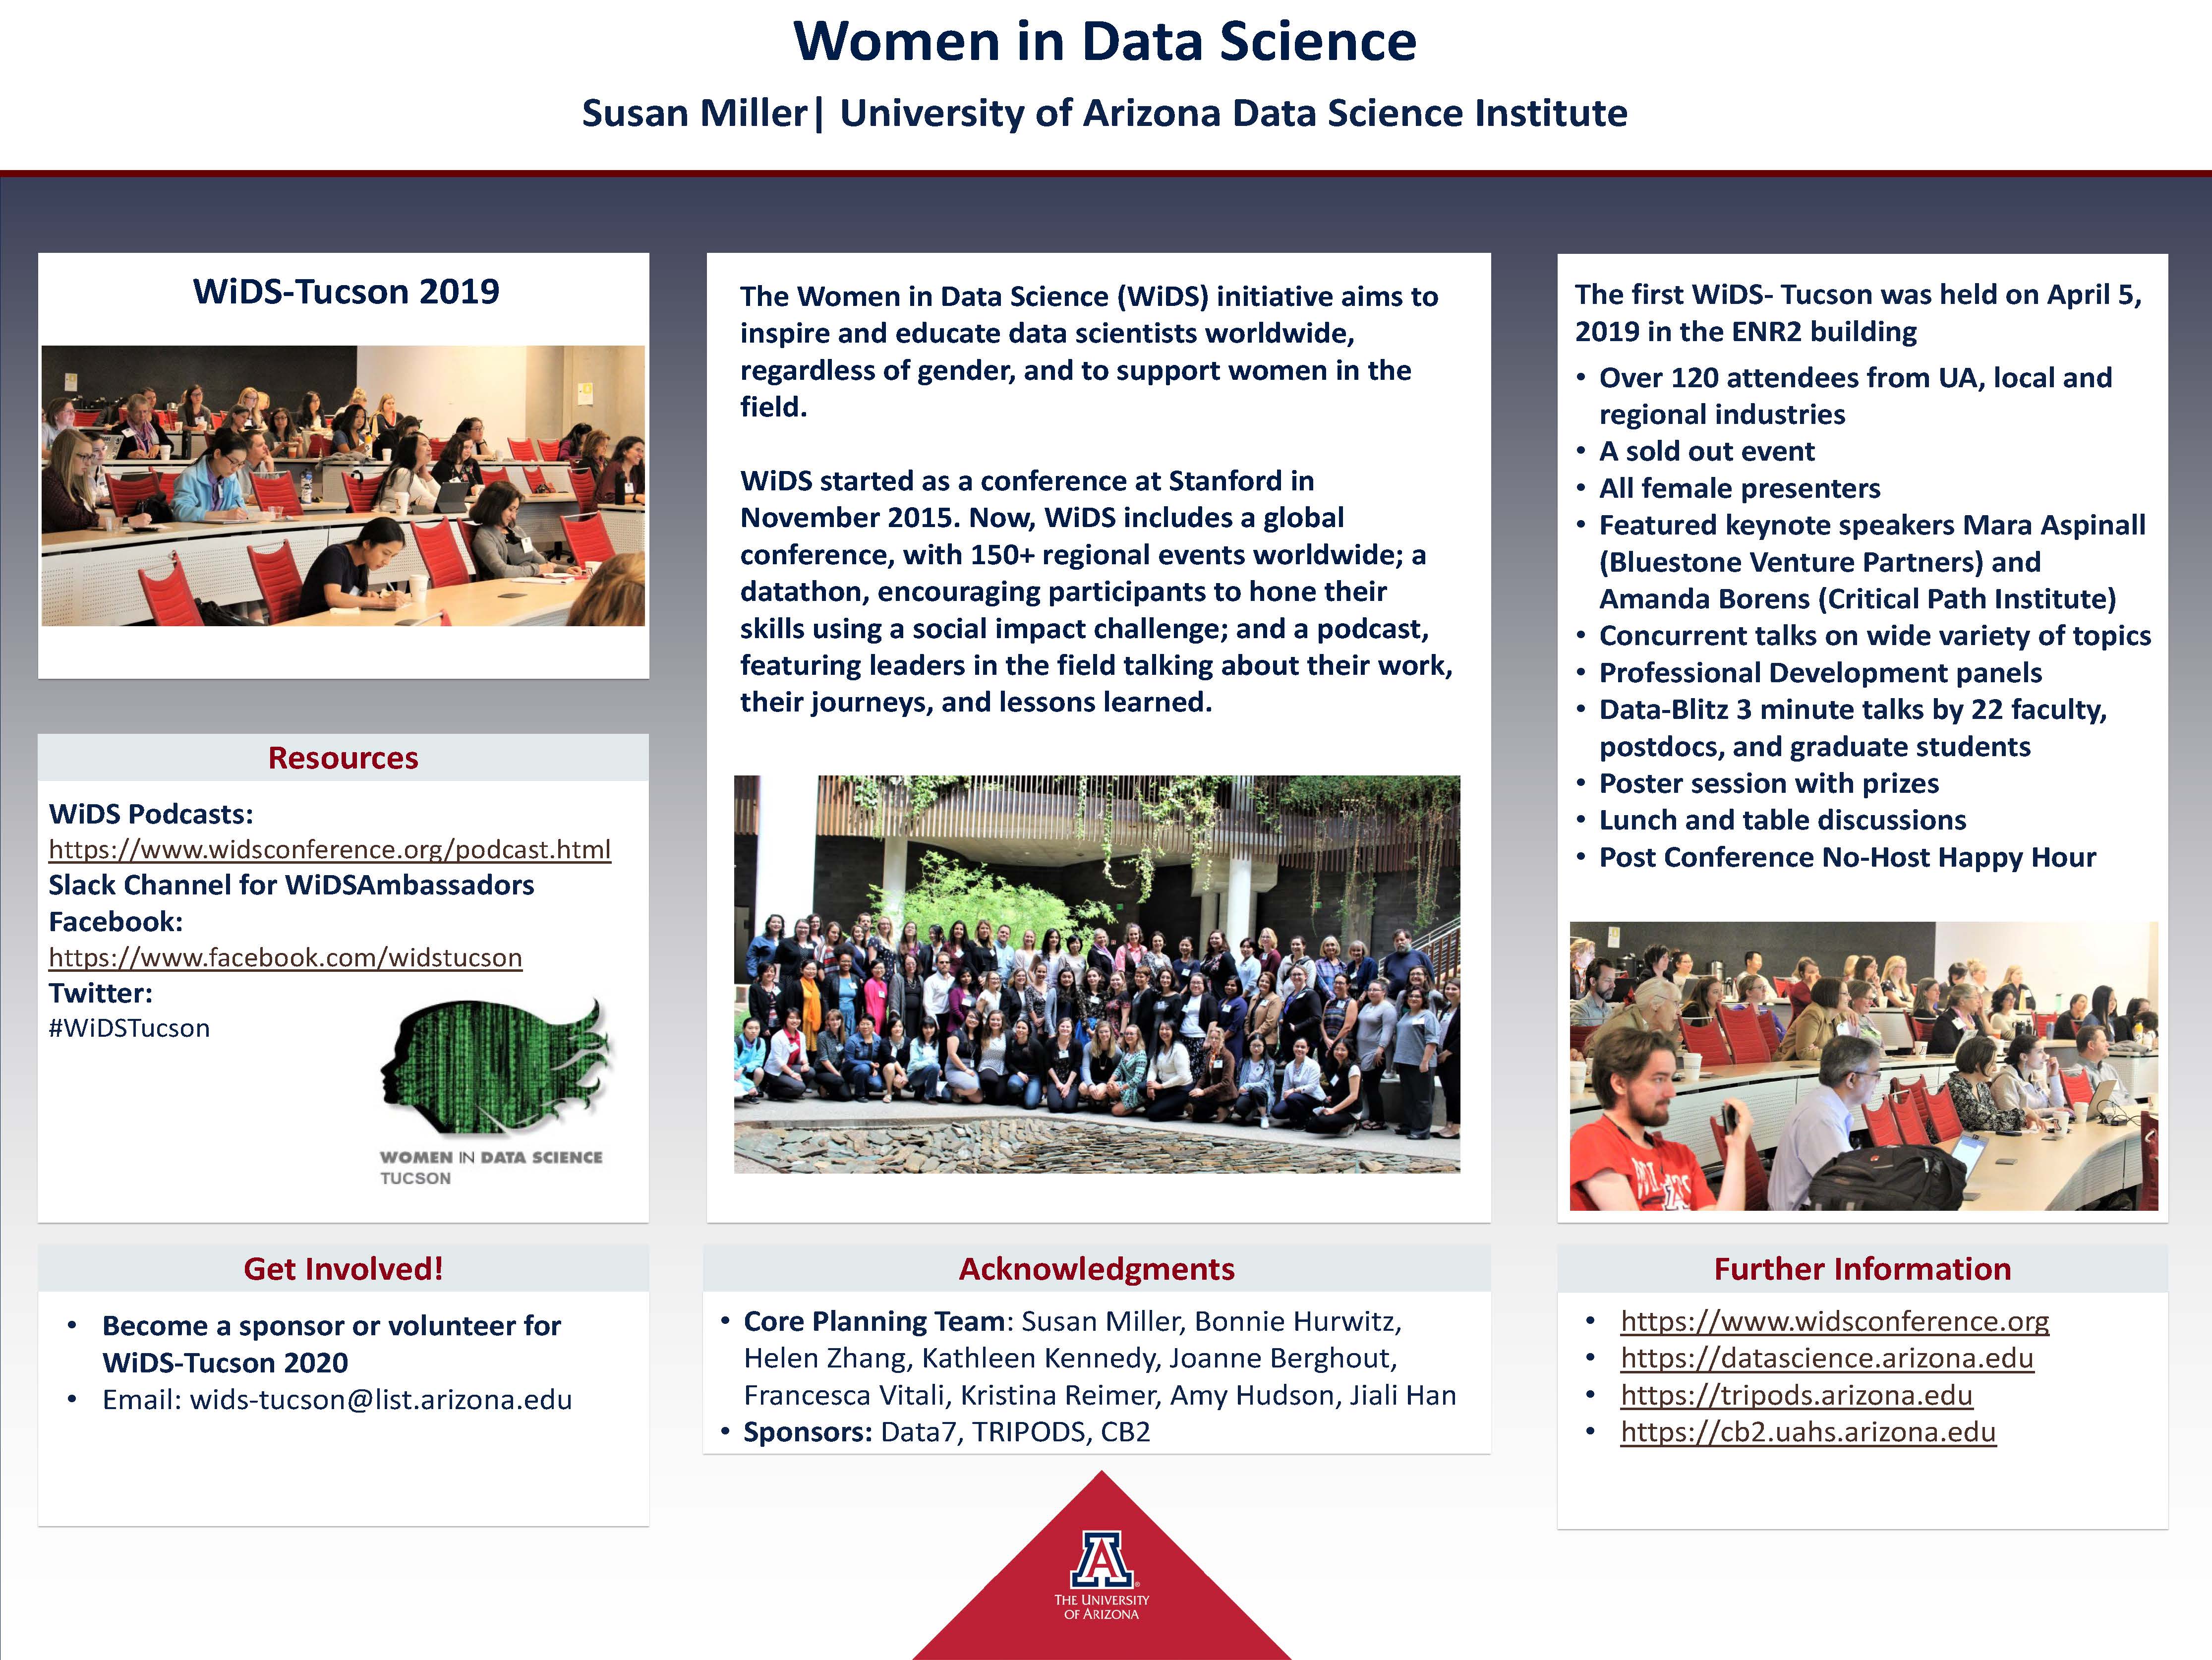 Women in Data Science
Susan Miller| University of Arizona Data Science Institute
WiDS-Tucson 2019
Resources
WiDS Podcasts:
https://www.widsconference.org/podcast.html
Slack Channel for WiDSAmbassadors
Facebook:
https://www.facebook.com/widstucson
Twitter:
#WiDSTucson
WOMEN IN DATA SCIENCE
TUCSON
Get Involved!
• Become a sponsor or volunteer for
WiDS-Tucson 2020
• Email: wids-tucson@list.arizona.edu
The Women in Data Science (WiDS) initiative aims to
inspire and educate data scientists worldwide,
regardless of gender, and to support women in the
field.
WiDS started as a conference at Stanford in
November 2015. Now, WiDS includes a global
conference, with 150+ regional events worldwide; a
datathon, encouraging participants to hone their
skills using a social impact challenge; and a podcast,
featuring leaders in the field talking about their work,
their journeys, and lessons learned.
Acknowledgments
• Core Planning Team: Susan Miller, Bonnie Hurwitz,
Helen Zhang, Kathleen Kennedy, Joanne Berghout,
Francesca Vitali, Kristina Reimer, Amy Hudson, Jiali Han
• Sponsors: Data7, TRIPODS, CB2
A
THE UNIVERSITY
OF ARIZONA
The first WiDS- Tucson was held on April 5,
2019 in the ENR2 building
• Over 120 attendees from UA, local and
regional industries
• A sold out event
• All female presenters
• Featured keynote speakers Mara Aspinall
(Bluestone Venture Partners) and
Amanda Borens (Critical Path Institute)
• Concurrent talks on wide variety of topics
• Professional Development panels
• Data-Blitz 3 minute talks by 22 faculty,
postdocs, and graduate students
• Poster session with prizes
• Lunch and table discussions
• Post Conference No-Host Happy Hour
Further Information
• https://www.widsconference.org
• https://datascience.arizona.edu
• https://tripods.arizona.edu
• https://cb2.uahs.arizona.edu